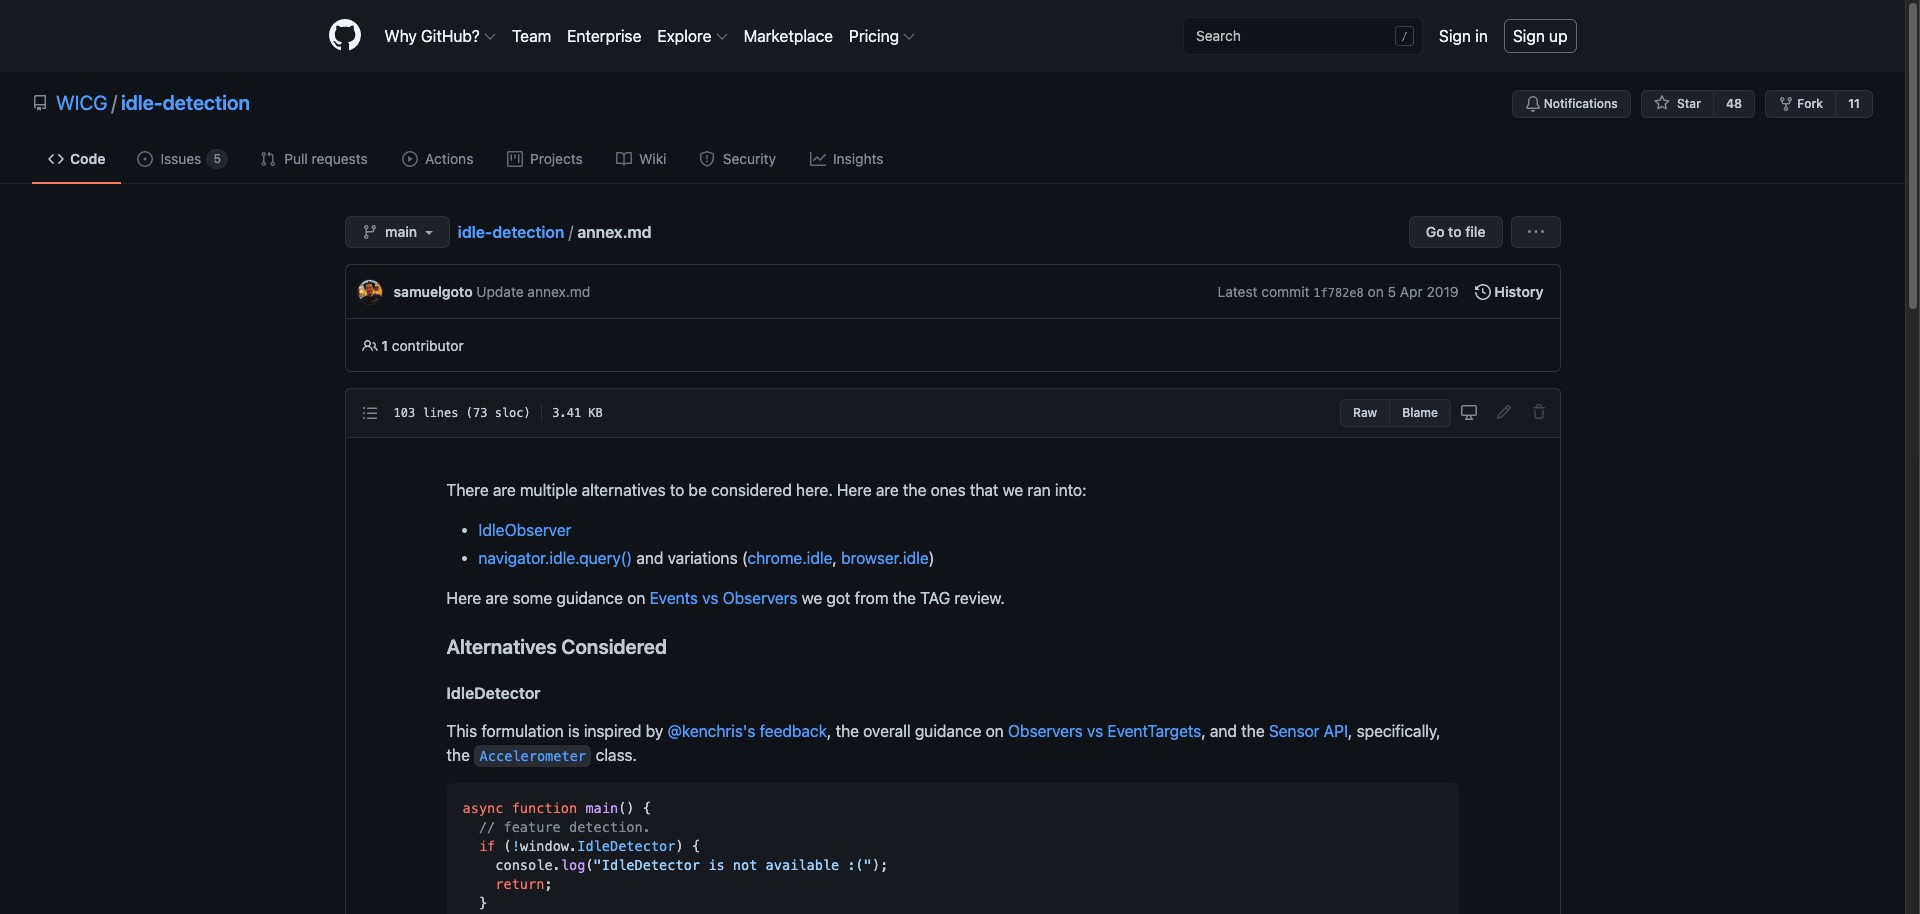 Why GitHub? Team Enterprise Explore Marketplace Pricing Search / Sign in Sign up
WICG / idle-detection Notifications Star 48 Fork 11
Code Issues 5 Pull requests Actions Projects Wiki Security Insights
main idle-detection / annex.md Go to file ...
samuelgoto Update annex.md Latest commit 1f782e8 on 5 Apr 2019 History
1 contributor
103 lines (73 sloc) 3.41 KB Raw Blame
There are multiple alternatives to be considered here. Here are the ones that we ran into:
• IdleObserver
• navigator.idle.query() and variations (chrome.idle, browser.idle)
Here are some guidance on Events vs Observers we got from the TAG review.
Alternatives Considered
IdleDetector
This formulation is inspired by @kenchris's feedback, the overall guidance on Observers vs EventTargets, and the Sensor API, specifically,
the Accelerometer class.
async function main() {
// feature detection.
if (!window.IdleDetector) {
console.log("IdleDetector is not available :(");
return;
}